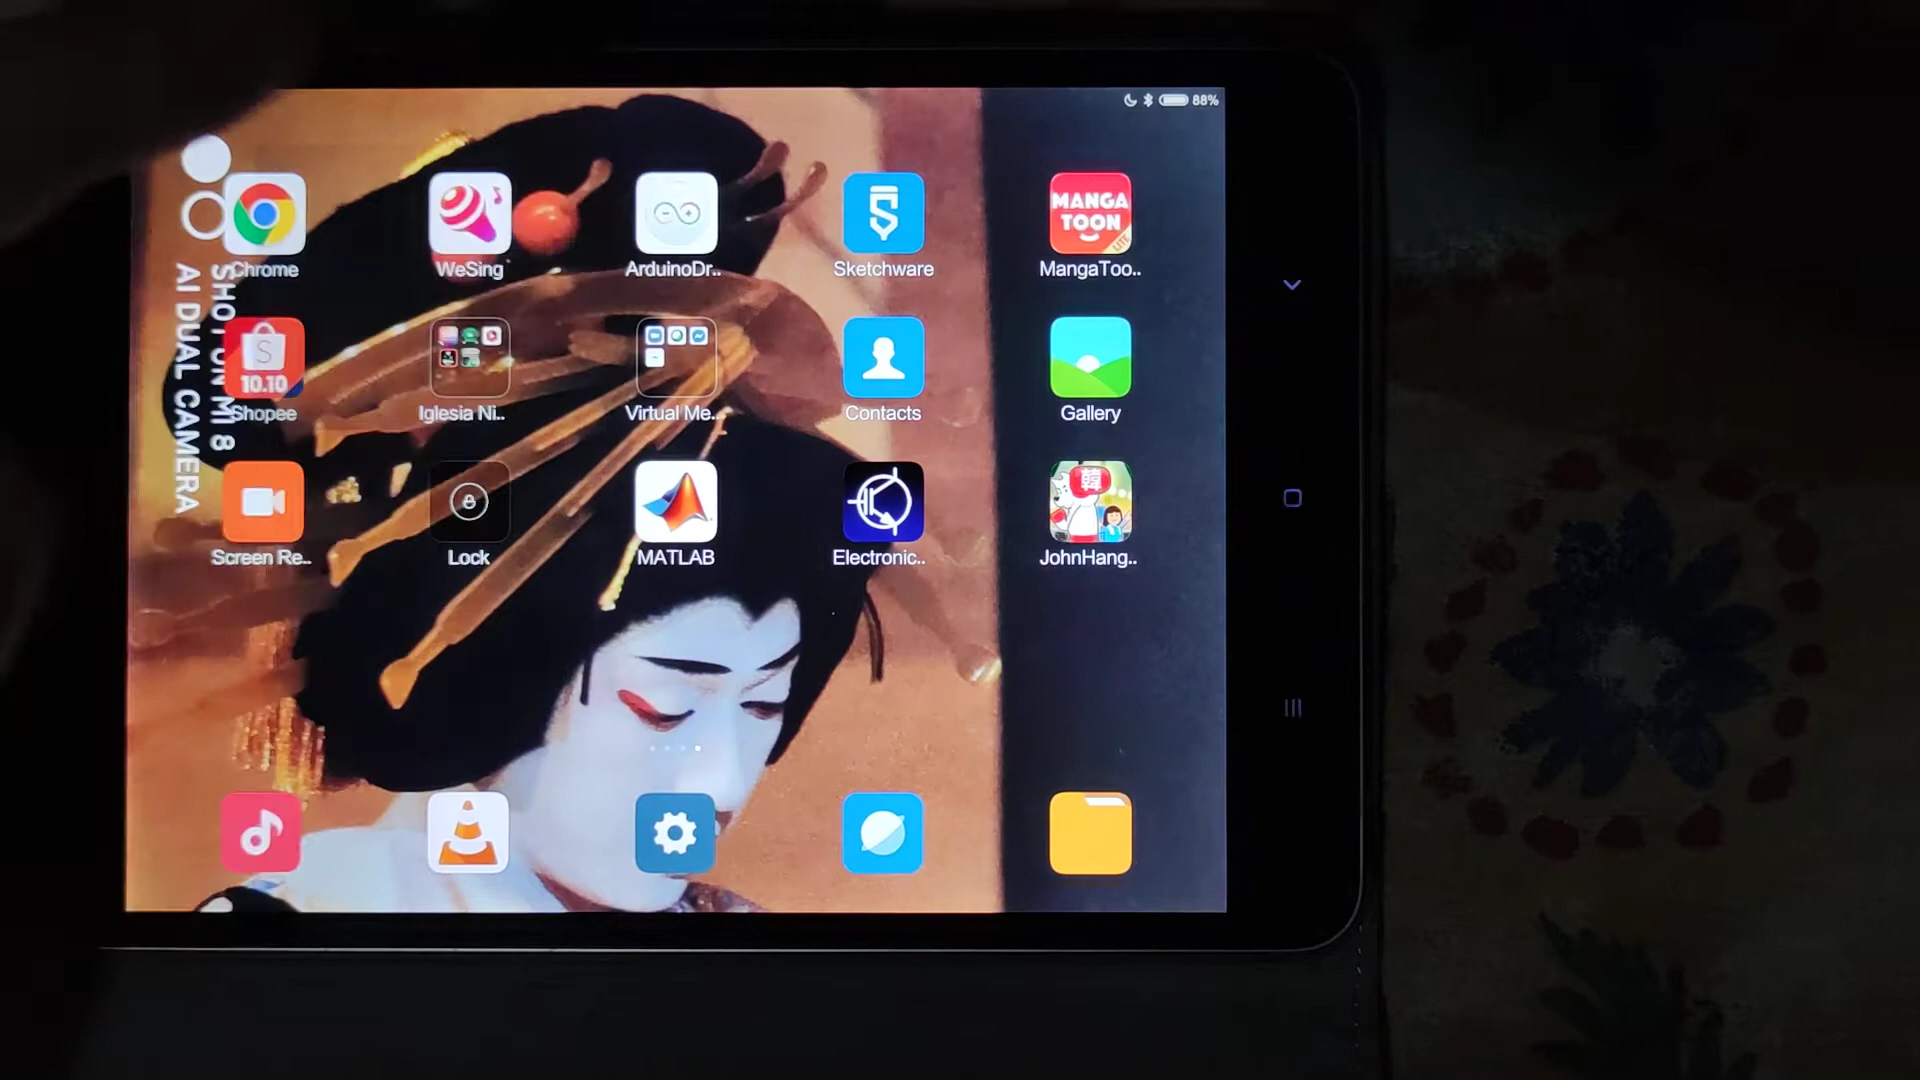 88%
SHOT ON MI 8
AI DUAL CAMERA
Chrome
WeSing
ArduinoDr..
Sketchware
MANGA
TOON
LITE
MangaToo..
S
10.10
Shopee
Iglesia Ni..
Virtual Me...
Contacts
Gallery
Screen Re..
Lock
MATLAB
Electronic..
韓
JohnHang..